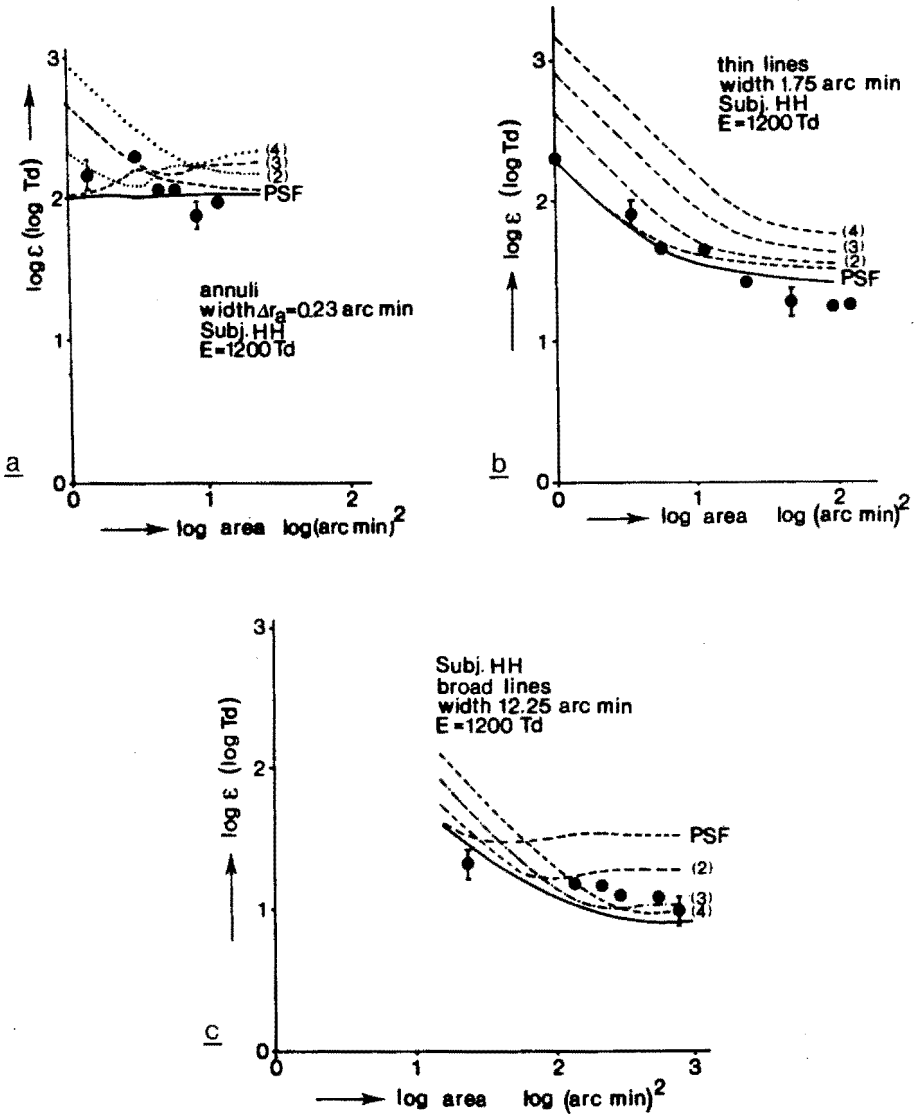 3
2
1
0
log ε (log Td)
(4)
(3)
(2)
PSF
annuli
width Δra=0.23 arc min
Subj. HH
E=1200 Td
a
0
1
2
log area log(arc min)2
3
2
1
0
log ε (log Td)
thin lines
width 1.75 arc min
Subj. HH
E=1200 Td
(4)
(3)
(2)
PSF
b
0
1
2
log area log (arc min)2
3
2
1
0
log ε (log Td)
Subj. HH
broad lines
width 12.25 arc min
E=1200 Td
PSF
(2)
(3)
(4)
c
0
1
2
3
log area log (arc min)2